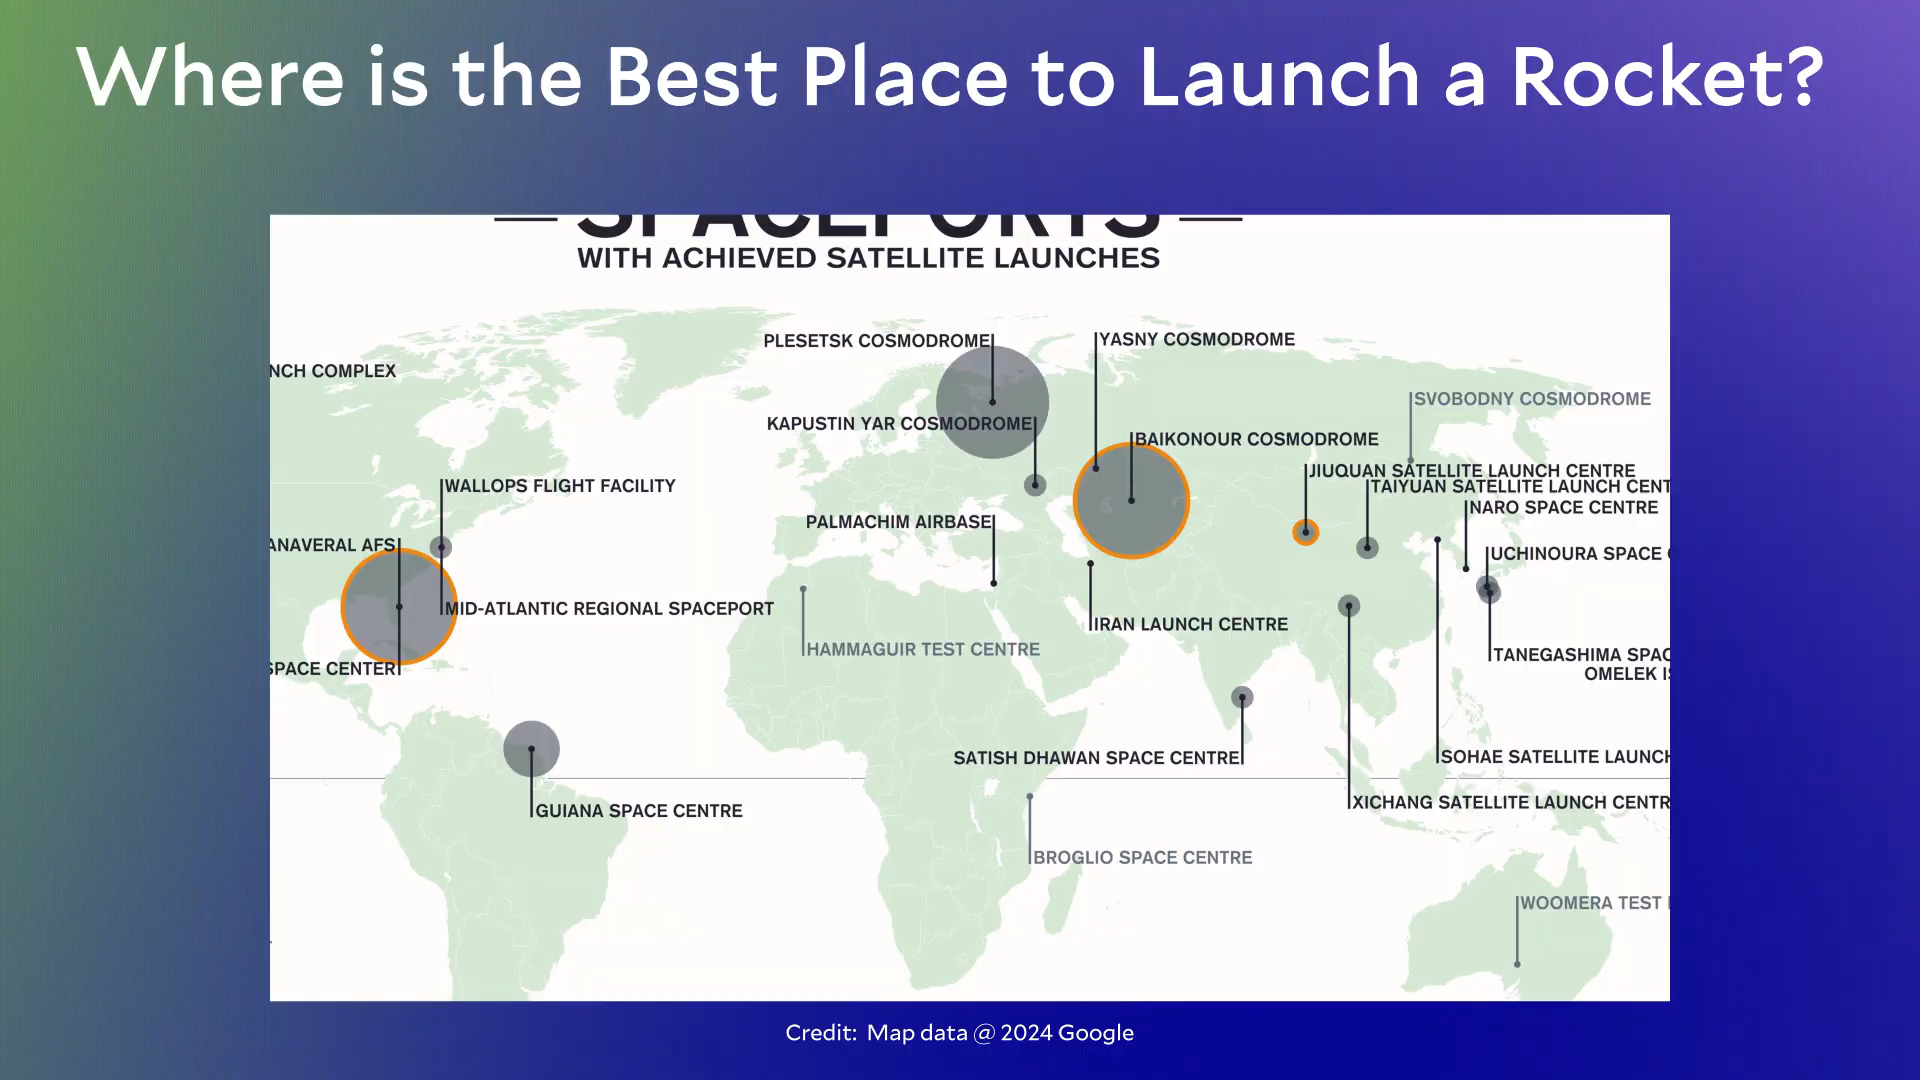 Where is the Best Place to Launch a Rocket?
SPACEPORTS
WITH ACHIEVED SATELLITE LAUNCHES
PLESETSK COSMODROME
YASNY COSMODROME
NCH COMPLEX
SVOBODNY COSMODROME
KAPUSTIN YAR COSMODROME
BAIKONOUR COSMODROME
JIUQUAN SATELLITE LAUNCH CENTRE
WALLOPS FLIGHT FACILITY
TAIYUAN SATELLITE LAUNCH CENT
NARO SPACE CENTRE
PALMACHIM AIRBASE
ANAVERAL AFS
UCHINOURA SPACE
MID-ATLANTIC REGIONAL SPACEPORT
IRAN LAUNCH CENTRE
HAMMAGUIR TEST CENTRE
TANEGASHIMA SPAC
SPACE CENTER
OMELEK IS
SATISH DHAWAN SPACE CENTRE
SOHAE SATELLITE LAUNCH
XICHANG SATELLITE LAUNCH CENTR
GUIANA SPACE CENTRE
BROGLIO SPACE CENTRE
WOOMERA TEST
Credit: Map data @ 2024 Google